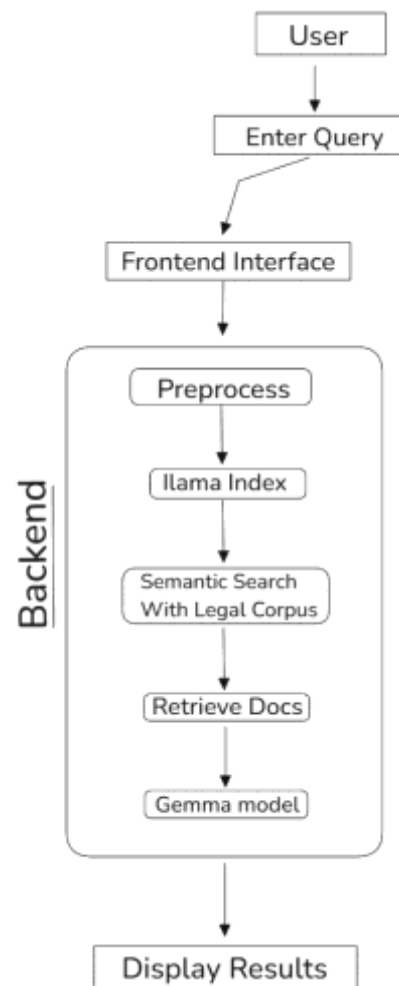 User
Enter Query
Frontend Interface
Backend
Preprocess
llama Index
Semantic Search
With Legal Corpus
Retrieve Docs
Gemma model
Display Results